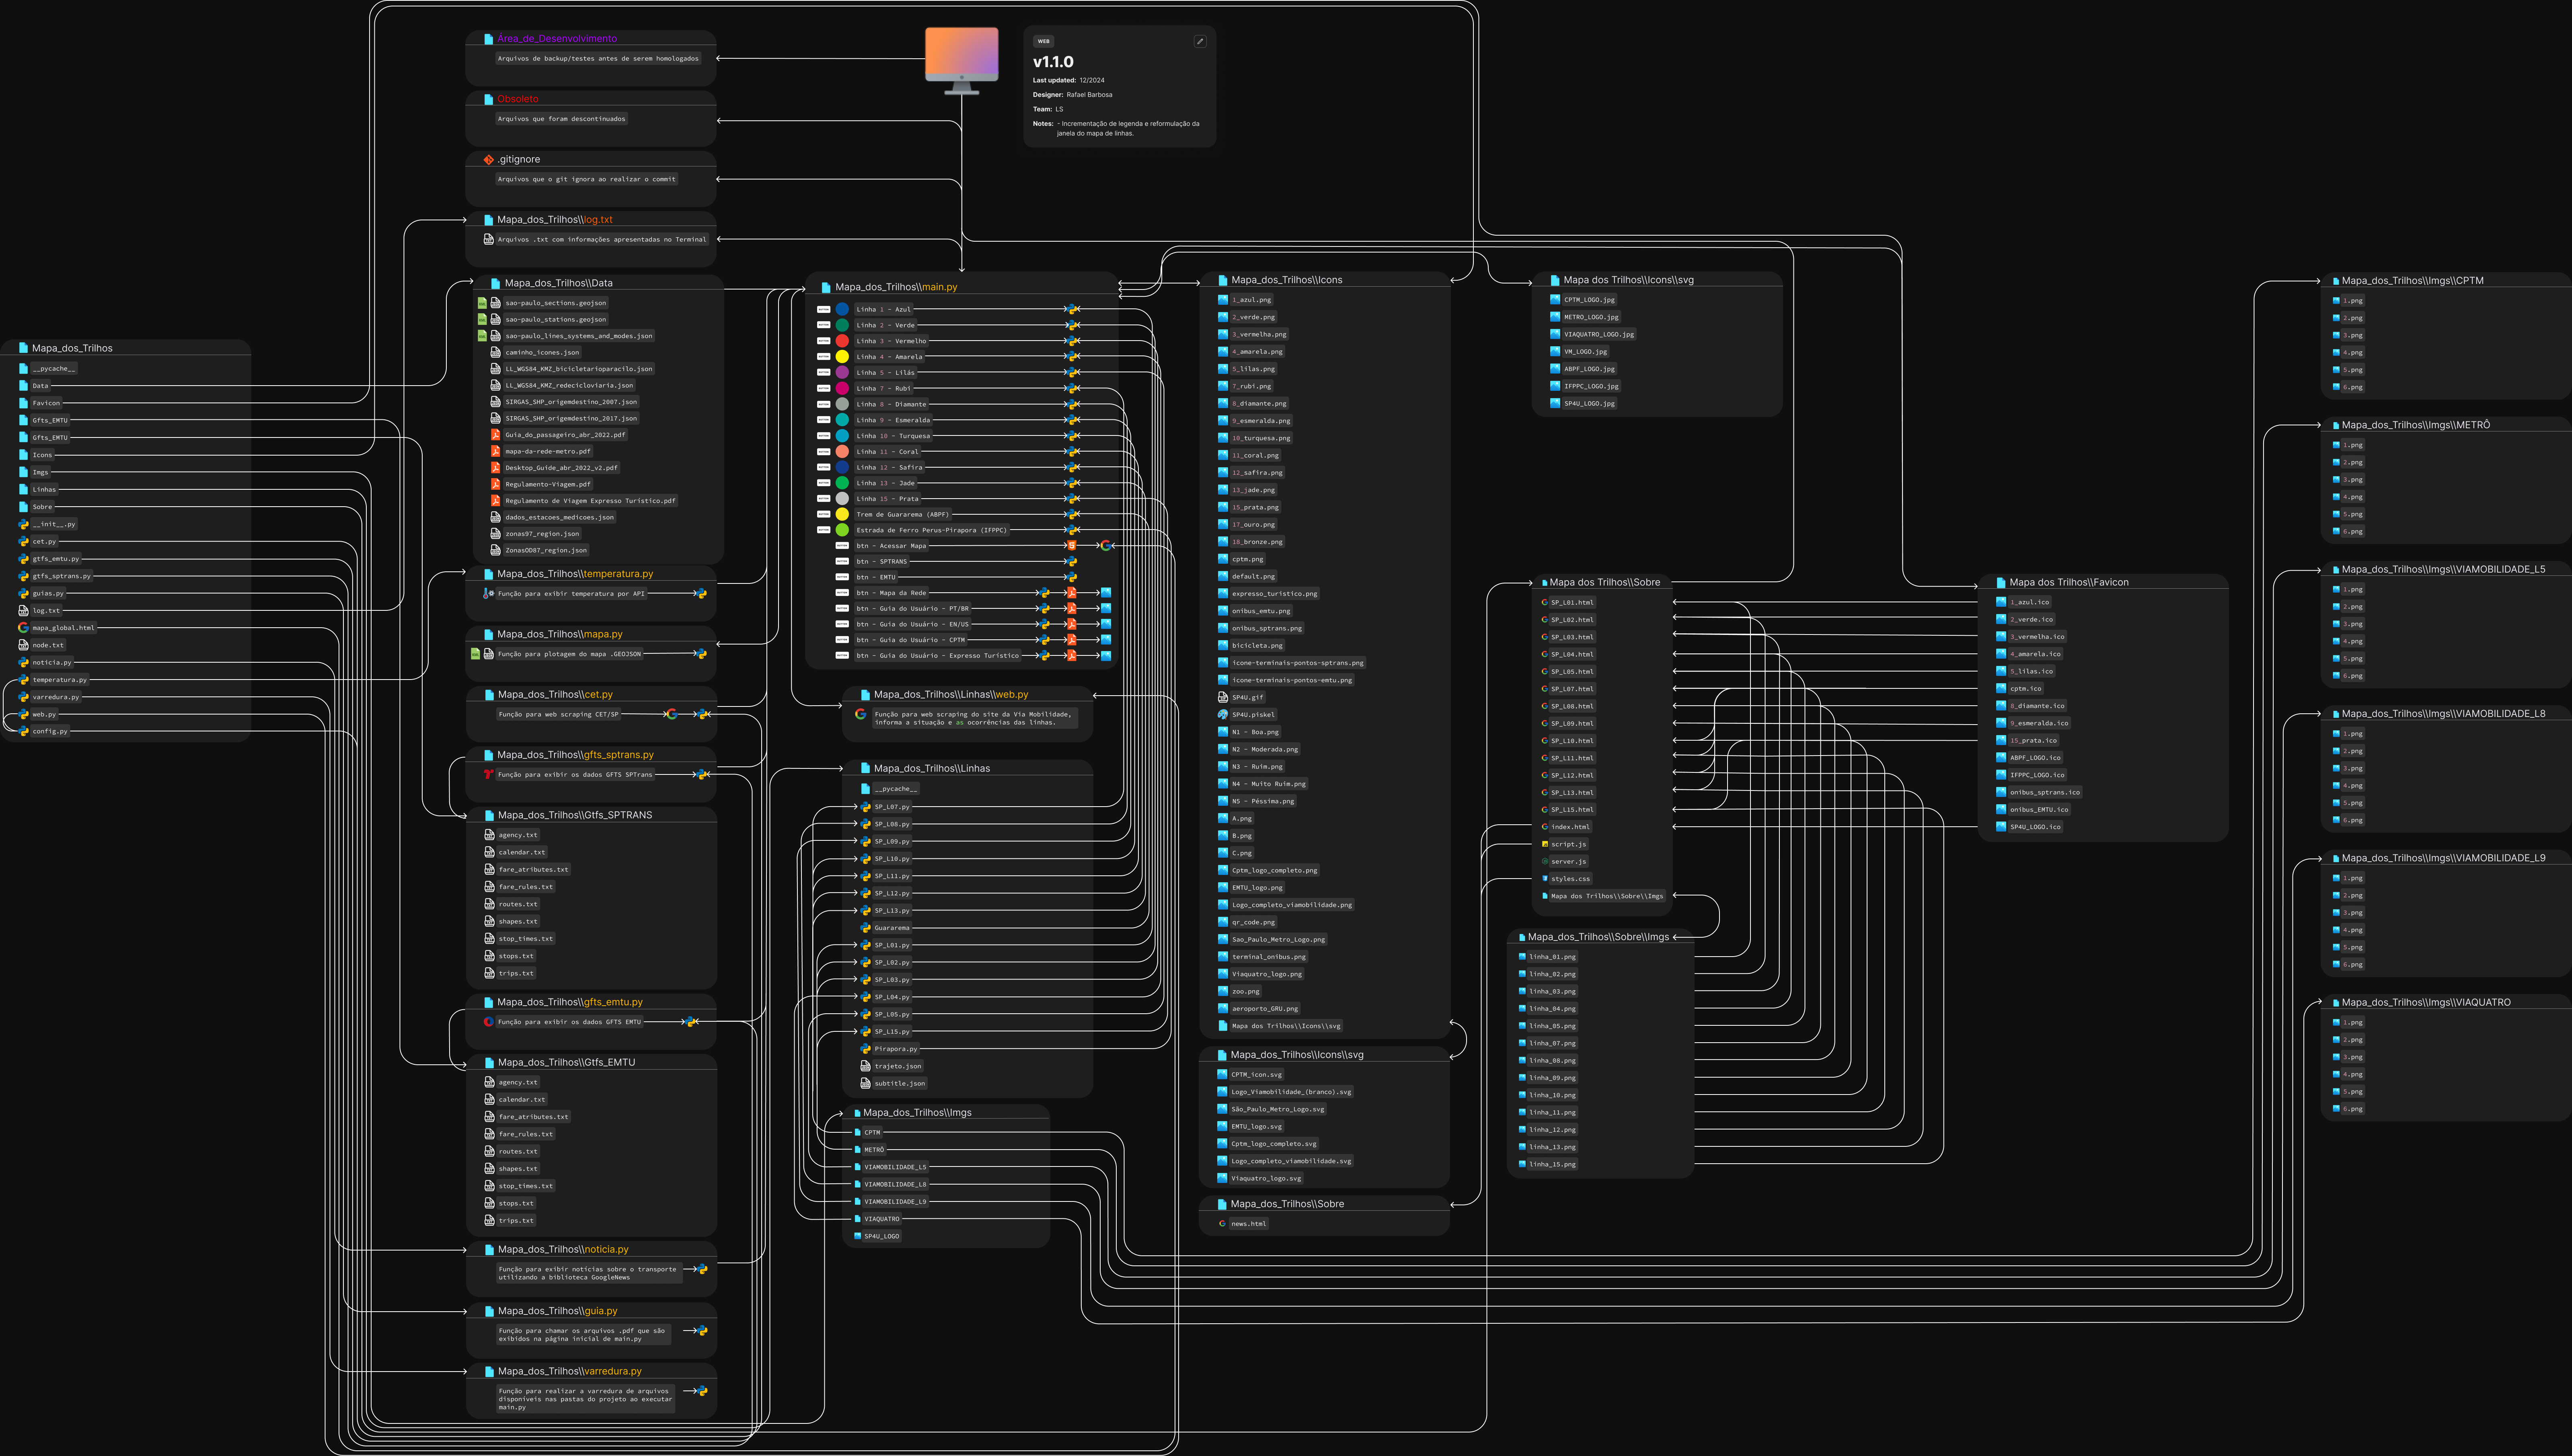 Área_de_Desenvolvimento
Arquivos de backup/testes antes de serem homologados
Obsoleto
Arquivos que foram descontinuados
.gitignore
Arquivos que o git ignora ao realizar o commit
Mapa_dos_Trilhos\\log.txt
Arquivos .txt com informações apresentadas no Terminal
WEB
v1.1.0
Last updated: 12/2024
Designer: Rafael Barbosa
Team: LS
Notes: - Incrementação de legenda e reformulação da
janela do mapa de linhas.
Mapa_dos_Trilhos
__pycache__
Data
Favicon
Gfts_EMTU
Gfts_EMTU
Icons
Imgs
Linhas
Sobre
__init__.py
cet.py
gtfs_emtu.py
gtfs_sptrans.py
guias.py
log.txt
mapa_global.html
node.txt
noticia.py
temperatura.py
varredura.py
web.py
config.py
Mapa_dos_Trilhos\\Data
sao-paulo_sections.geojson
sao-paulo_stations.geojson
sao-paulo_lines_systems_and_modes.json
caminho_icones.json
LL_WGS84_KMZ_bicicletarioparacilo.json
LL_WGS84_KMZ_redecicloviaria.json
SIRGAS_SHP_origemdestino_2007.json
SIRGAS_SHP_origemdestino_2017.json
Guia_do_passageiro_abr_2022.pdf
mapa-da-rede-metro.pdf
Desktop_Guide_abr_2022_v2.pdf
Regulamento-Viagem.pdf
Regulamento de Viagem Expresso Turístico.pdf
dados_estacoes_medicoes.json
zonas97_region.json
ZonasOD87_region.json
Mapa_dos_Trilhos\\temperatura.py
Função para exibir temperatura por API
Mapa_dos_Trilhos\\mapa.py
Função para plotagem do mapa .GEOJSON
Mapa_dos_Trilhos\\cet.py
Função para web scraping CET/SP
Mapa_dos_Trilhos\\gfts_sptrans.py
Função para exibir os dados GFTS SPTrans
Mapa_dos_Trilhos\\Gtfs_SPTRANS
agency.txt
calendar.txt
fare_atributes.txt
fare_rules.txt
routes.txt
shapes.txt
stop_times.txt
stops.txt
trips.txt
Mapa_dos_Trilhos\\gfts_emtu.py
Função para exibir os dados GFTS EMTU
Mapa_dos_Trilhos\\Gtfs_EMTU
agency.txt
calendar.txt
fare_atributes.txt
fare_rules.txt
routes.txt
shapes.txt
stop_times.txt
stops.txt
trips.txt
Mapa_dos_Trilhos\\noticia.py
Função para exibir notícias sobre o transporte
utilizando a biblioteca GoogleNews
Mapa_dos_Trilhos\\guia.py
Função para chamar os arquivos .pdf que são
exibidos na página inicial de main.py
Mapa_dos_Trilhos\\varredura.py
Função para realizar a varredura de arquivos
disponíveis nas pastas do projeto ao executar
main.py
Mapa_dos_Trilhos\\main.py
Linha 1 - Azul
Linha 2 - Verde
Linha 3 - Vermelho
Linha 4 - Amarela
Linha 5 - Lilás
Linha 7 - Rubi
Linha 8 - Diamante
Linha 9 - Esmeralda
Linha 10 - Turquesa
Linha 11 - Coral
Linha 12 - Safira
Linha 13 - Jade
Linha 15 - Prata
Trem de Guararema (ABPF)
Estrada de Ferro Perus-Pirapora (IFPPC)
btn - Acessar Mapa
btn - SPTRANS
btn - EMTU
btn - Mapa da Rede
btn - Guia do Usuário - PT/BR
btn - Guia do Usuário - EN/US
btn - Guia do Usuário - CPTM
btn - Guia do Usuário - Expresso Turístico
Mapa_dos_Trilhos\\Linhas\\web.py
Função para web scraping do site da Via Mobilidade,
informa a situação e as ocorrências das linhas.
Mapa_dos_Trilhos\\Linhas
__pycache__
SP_L07.py
SP_L08.py
SP_L09.py
SP_L10.py
SP_L11.py
SP_L12.py
SP_L13.py
Guararema
SP_L01.py
SP_L02.py
SP_L03.py
SP_L04.py
SP_L05.py
SP_L15.py
Pirapora.py
trajeto.json
subtitle.json
Mapa_dos_Trilhos\\Imgs
CPTM
METRÔ
VIAMOBILIDADE_L5
VIAMOBILIDADE_L8
VIAMOBILIDADE_L9
VIAQUATRO
SP4U_LOGO
Mapa_dos_Trilhos\\Icons
1_azul.png
2_verde.png
3_vermelha.png
4_amarela.png
5_lilas.png
7_rubi.png
8_diamante.png
9_esmeralda.png
10_turquesa.png
11_coral.png
12_safira.png
13_jade.png
15_prata.png
17_ouro.png
18_bronze.png
cptm.png
default.png
expresso_turistico.png
onibus_emtu.png
onibus_sptrans.png
bicicleta.png
icone-terminais-pontos-sptrans.png
icone-terminais-pontos-emtu.png
SP4U.gif
SP4U.piskel
N1 - Boa.png
N2 - Moderada.png
N3 - Ruim.png
N4 - Muito Ruim.png
N5 - Péssima.png
A.png
B.png
C.png
Cptm_logo_completo.png
EMTU_logo.png
Logo_completo_viamobilidade.png
qr_code.png
Sao_Paulo_Metro_Logo.png
terminal_onibus.png
Viaquatro_logo.png
zoo.png
aeroporto_GRU.png
Mapa dos Trilhos\\Icons\\svg
Mapa_dos_Trilhos\\Icons\\svg
CPTM_icon.svg
Logo_Viamobilidade_(branco).svg
São_Paulo_Metro_Logo.svg
EMTU_logo.svg
Cptm_logo_completo.svg
Logo_completo_viamobilidade.svg
Viaquatro_logo.svg
Mapa_dos_Trilhos\\Sobre
news.html
Mapa dos Trilhos\\Icons\\svg
CPTM_LOGO.jpg
METRO_LOGO.jpg
VIAQUATRO_LOGO.jpg
VM_LOGO.jpg
ABPF_LOGO.jpg
IFPPC_LOGO.jpg
SP4U_LOGO.jpg
Mapa dos Trilhos\\Sobre
SP_L01.html
SP_L02.html
SP_L03.html
SP_L04.html
SP_L05.html
SP_L07.html
SP_L08.html
SP_L09.html
SP_L10.html
SP_L11.html
SP_L12.html
SP_L13.html
SP_L15.html
index.html
script.js
server.js
styles.css
Mapa dos Trilhos\\Sobre\\Imgs
Mapa_dos_Trilhos\\Sobre\\Imgs
linha_01.png
linha_02.png
linha_03.png
linha_04.png
linha_05.png
linha_07.png
linha_08.png
linha_09.png
linha_10.png
linha_11.png
linha_12.png
linha_13.png
linha_15.png
Mapa dos Trilhos\\Favicon
1_azul.ico
2_verde.ico
3_vermelha.ico
4_amarela.ico
5_lilas.ico
cptm.ico
8_diamante.ico
9_esmeralda.ico
15_prata.ico
ABPF_LOGO.ico
IFPPC_LOGO.ico
onibus_sptrans.ico
onibus_EMTU.ico
SP4U_LOGO.ico
Mapa_dos_Trilhos\\Imgs\\CPTM
1.png
2.png
3.png
4.png
5.png
6.png
Mapa_dos_Trilhos\\Imgs\\METRÔ
1.png
2.png
3.png
4.png
5.png
6.png
Mapa_dos_Trilhos\\Imgs\\VIAMOBILIDADE_L5
1.png
2.png
3.png
4.png
5.png
6.png
Mapa_dos_Trilhos\\Imgs\\VIAMOBILIDADE_L8
1.png
2.png
3.png
4.png
5.png
6.png
Mapa_dos_Trilhos\\Imgs\\VIAMOBILIDADE_L9
1.png
2.png
3.png
4.png
5.png
6.png
Mapa_dos_Trilhos\\Imgs\\VIAQUATRO
1.png
2.png
3.png
4.png
5.png
6.png